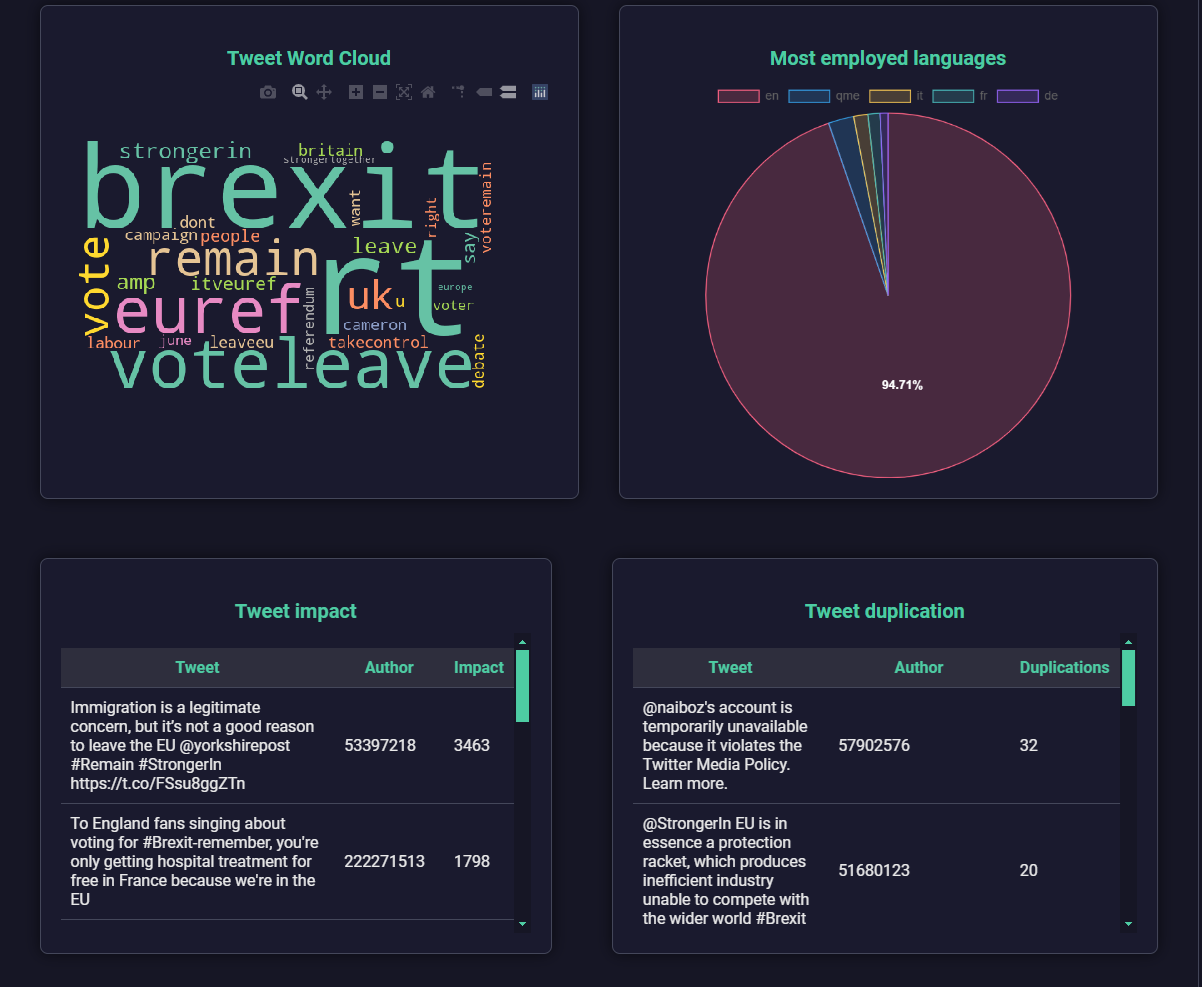 Tweet Word Cloud
strongerin
britain
strongertogether
brexit
want
right
voteremain
dont
campaign
people
remain
leave
say
vote
rt
amp
itveuref
europe
euref
uk
u
voter
referendum
cameron
labour
june
leaveeu
takecontrol
debate
voteleave
Most employed languages
en qme it fr de
94.71%
Tweet impact
Tweet Author Impact
Immigration is a legitimate
concern, but it's not a good reason
to leave the EU @yorkshirepost
#Remain #StrongerIn
https://t.co/FSsu8ggZTn
53397218
3463
To England fans singing about
voting for #Brexit-remember, you're
only getting hospital treatment for
free in France because we're in the
EU
222271513
1798
Tweet duplication
Tweet Author Duplications
@naiboz's account is
temporarily unavailable
because it violates the
Twitter Media Policy.
Learn more.
57902576
32
@StrongerIn EU is in
essence a protection
racket, which produces
inefficient industry
unable to compete with
the wider world #Brexit
51680123
20